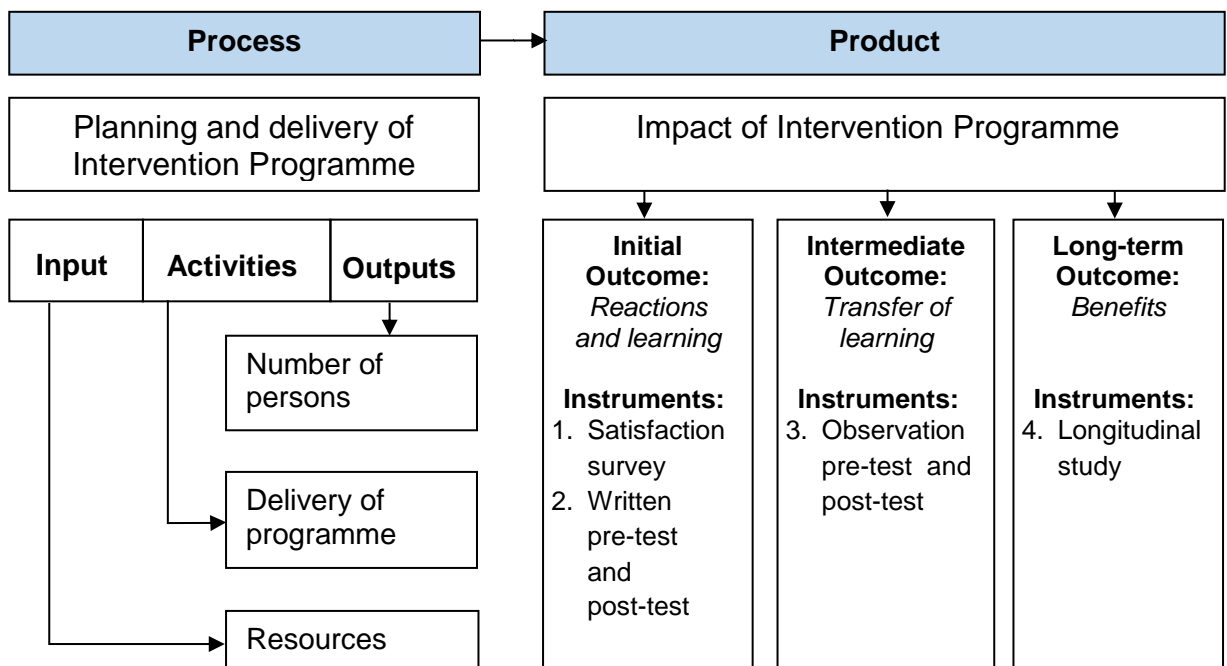 Process
Product
Planning and delivery of
Intervention Programme
Impact of Intervention Programme
Input
Activities
Outputs
Number of
persons
Delivery of
programme
Resources
Initial
Outcome:
Reactions
and learning
Instruments:
1. Satisfaction
survey
2. Written
pre-test
and
post-test
Intermediate
Outcome:
Transfer of
learning
Instruments:
3. Observation
pre-test and
post-test
Long-term
Outcome:
Benefits
Instruments:
4. Longitudinal
study